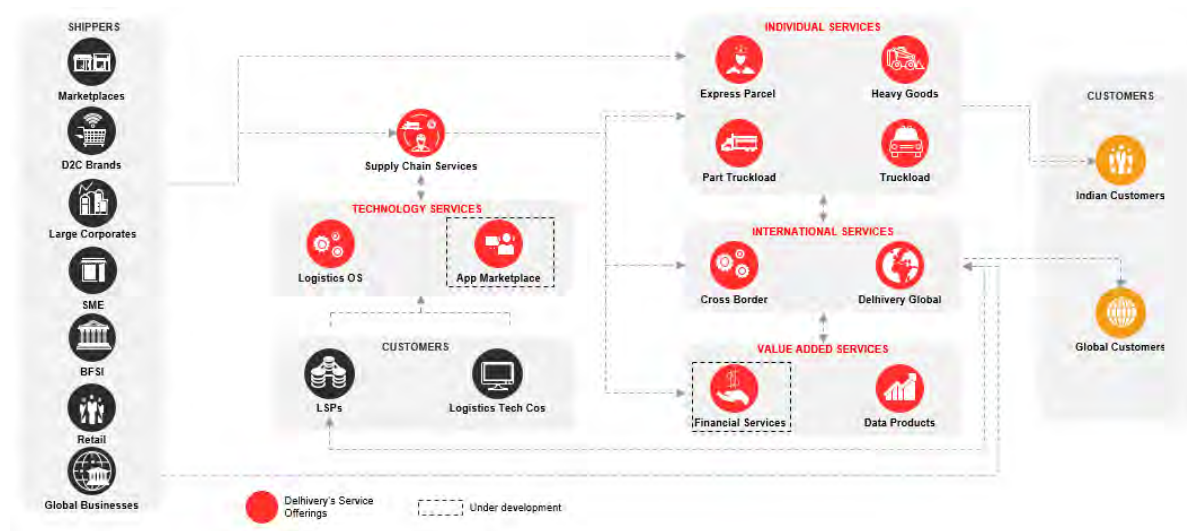 SHIPPERS
Marketplaces
D2C Brands
Large Corporates
SME
BFSI
Retail
Global Businesses
Supply Chain Services
TECHNOLOGY SERVICES
Logistics OS
App Marketplace
CUSTOMERS
LSPs
Logistics Tech Cos
INDIVIDUAL SERVICES
Express Parcel
Heavy Goods
Part Truckload
Truckload
INTERNATIONAL SERVICES
Cross Border
Delhivery Global
VALUE ADDED SERVICES
Financial Services
Data Products
CUSTOMERS
Indian Customers
Global Customers
Delhivery's Service
Offerings
Under development